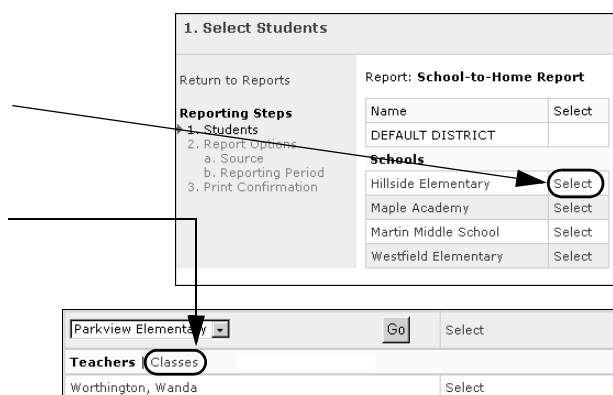 1. Select Students
Return to Reports
Reporting Steps
1. Students
2. Report Options
a. Source
b. Reporting Period
3. Print Confirmation
Report: School-to-Home Report
Name Select
DEFAULT DISTRICT
Schools
Hillside Elementary Select
Maple Academy Select
Martin Middle School Select
Westfield Elementary Select
Parkview Elementary Go Select
Teachers | Classes
Worthington, Wanda Select